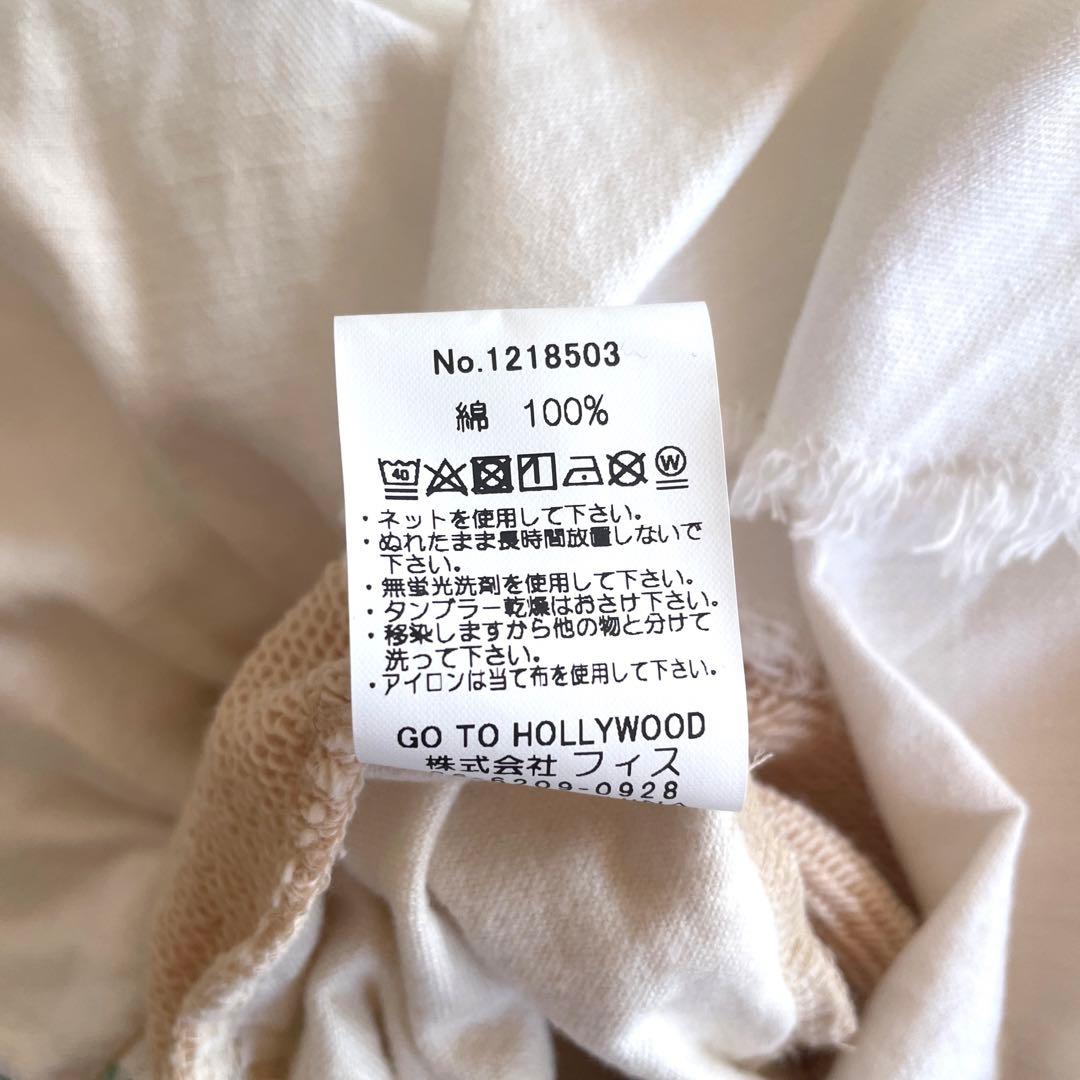 No.1218503
綿 100%
40 W
・ネットを使用して下さい。
・ぬれたまま長時間放置しないで
下さい。
・無蛍光洗剤を使用して下さい。
・タンブラー乾燥はおさけ下さい。
・移染しますから他の物と分けて
洗って下さい。
・アイロンは当て布を使用して下さい。
GO TO HOLLYWOOD
株式会社 フィス
6209-0928